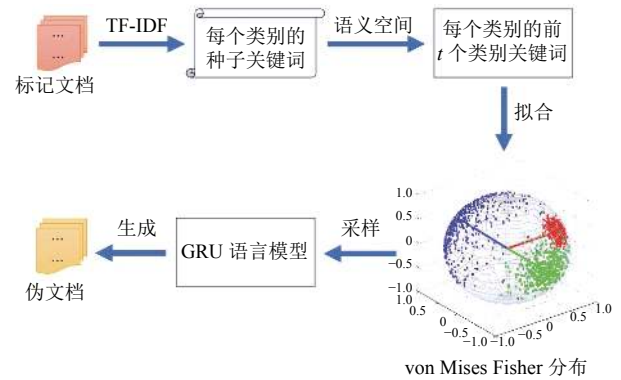 TF-IDF
语义空间
...
...
标记文档
每个类别的
种子关键词
每个类别的前
t 个类别关键词
拟合
1.0
0.5
0
−0.5
−1.0
1.0
0.5
0
−0.5
−1.0
−1.0
−0.5
0
0.5
1.0
采样
GRU 语言模型
生成
...
...
伪文档
von Mises Fisher 分布